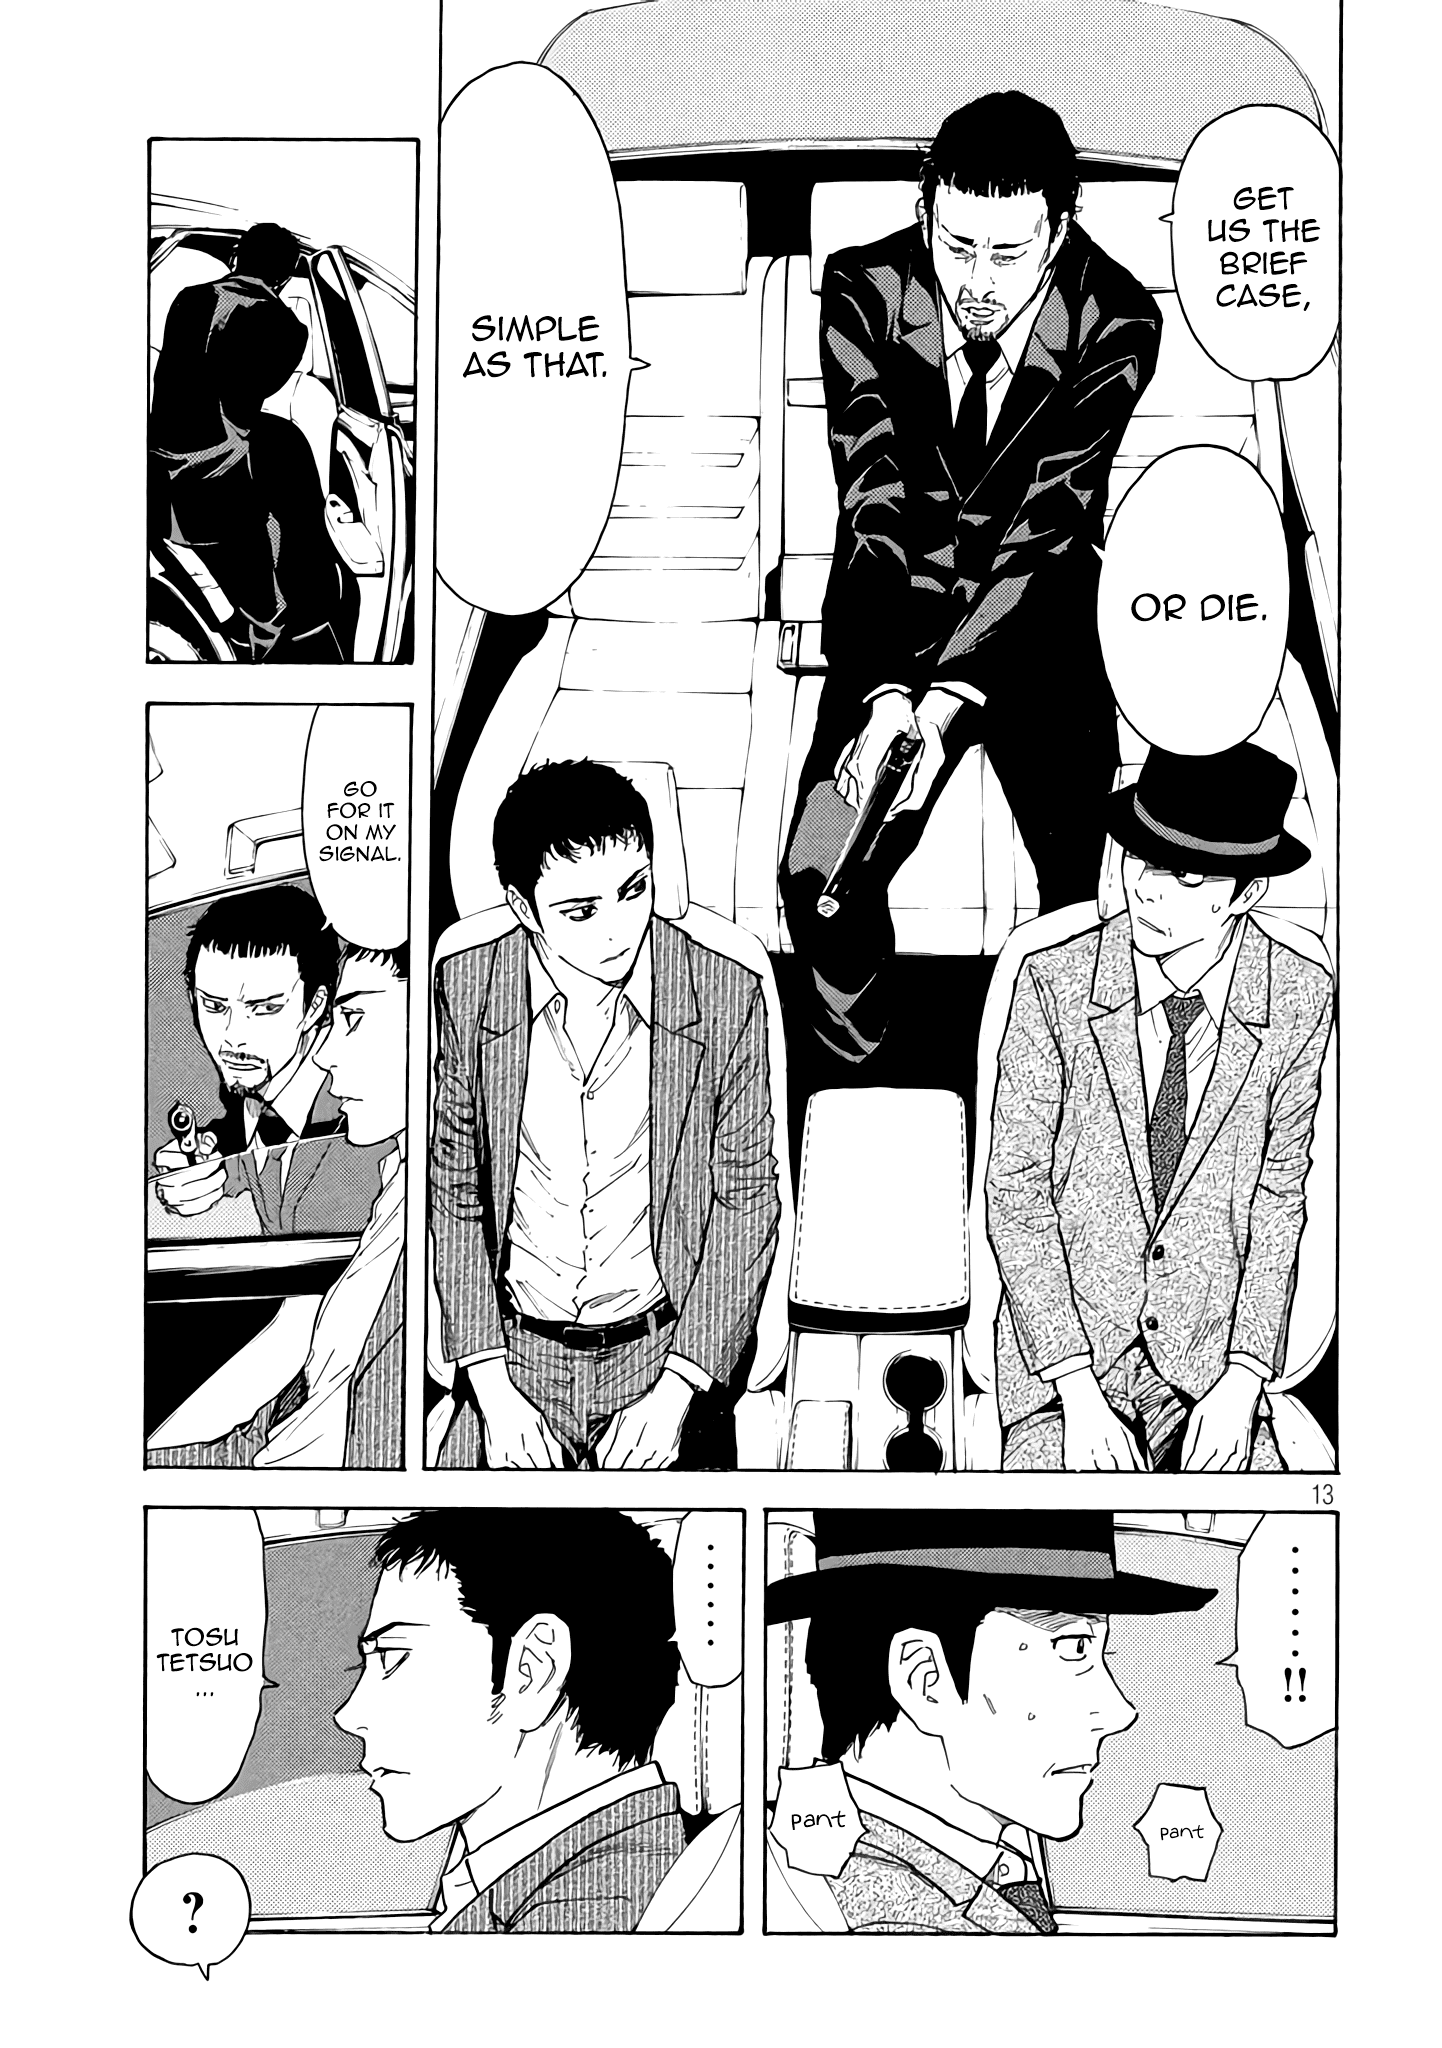 GET
US THE
BRIEF
CASE,
OR DIE.
SIMPLE
AS THAT.
GO
FOR IT
ON MY
SIGNAL.
13
......!!
pant
pant
......
TOSU
TETSUO
...
?